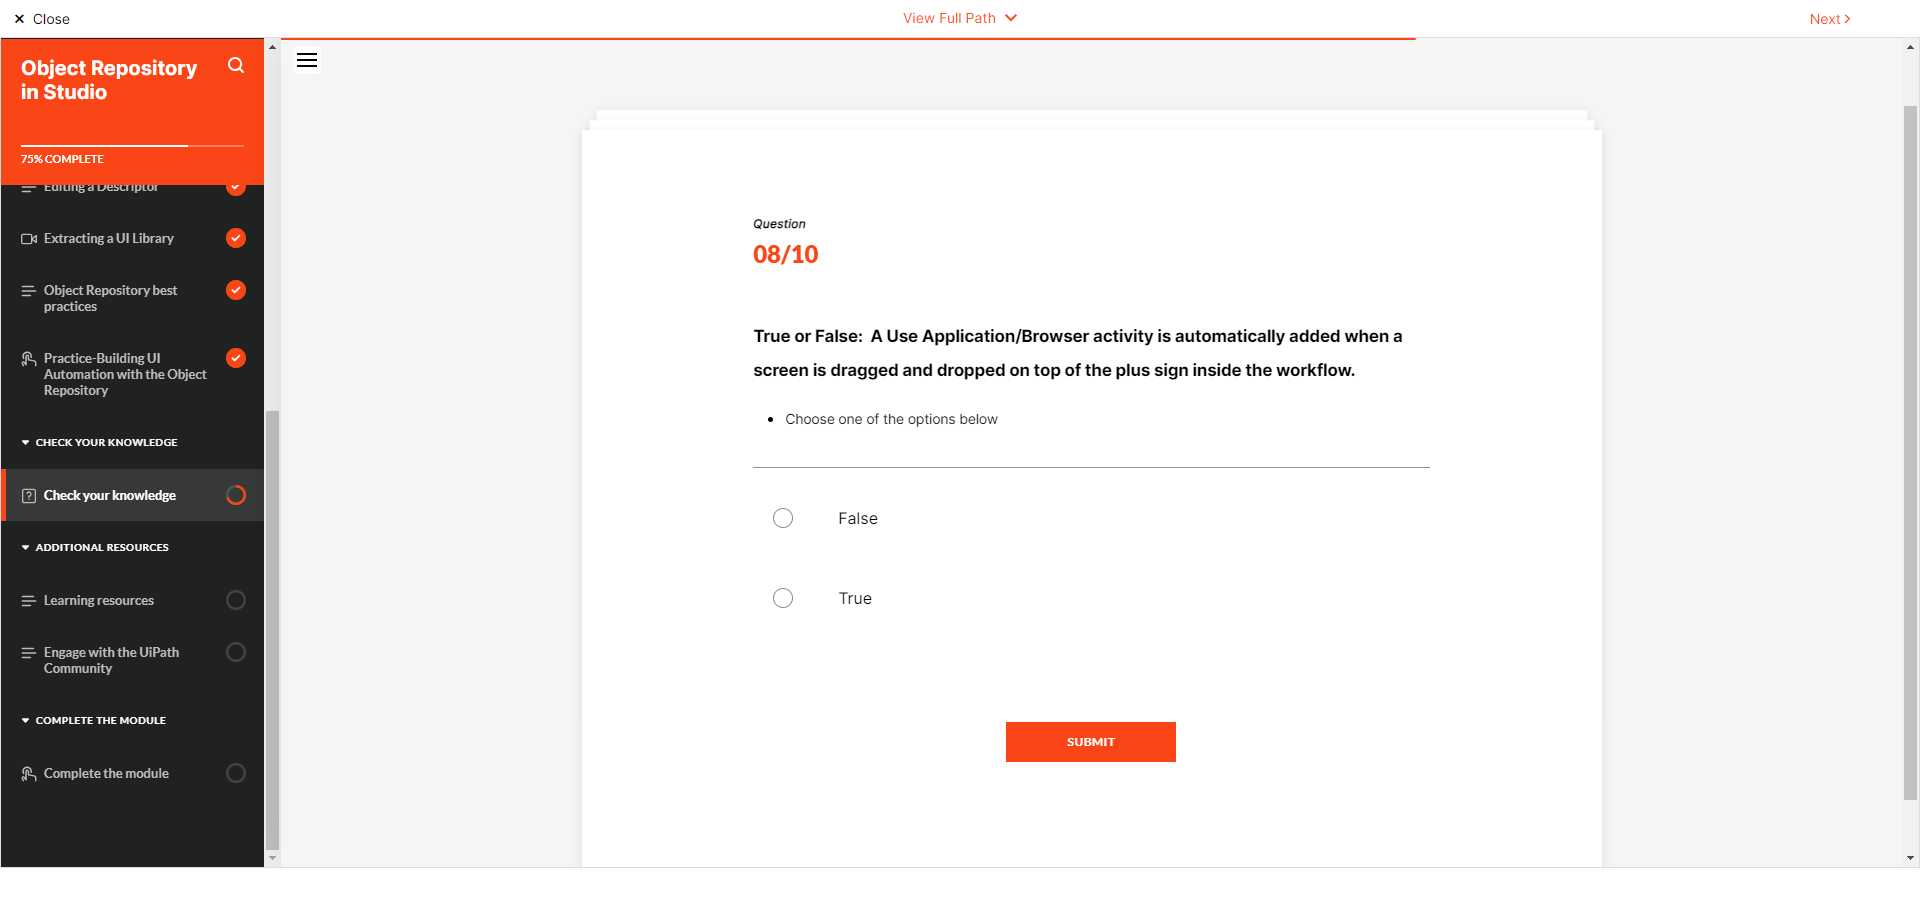 Close
View Full Path
Next
Object Repository
in Studio
75% COMPLETE
Editing a Descriptor
Extracting a UI Library
Object Repository best
practices
Practice-Building UI
Automation with the Object
Repository
CHECK YOUR KNOWLEDGE
Check your knowledge
ADDITIONAL RESOURCES
Learning resources
Engage with the UiPath
Community
COMPLETE THE MODULE
Complete the module
Question
08/10
True or False:  A Use Application/Browser activity is automatically added when a
screen is dragged and dropped on top of the plus sign inside the workflow.
• Choose one of the options below
False
True
SUBMIT